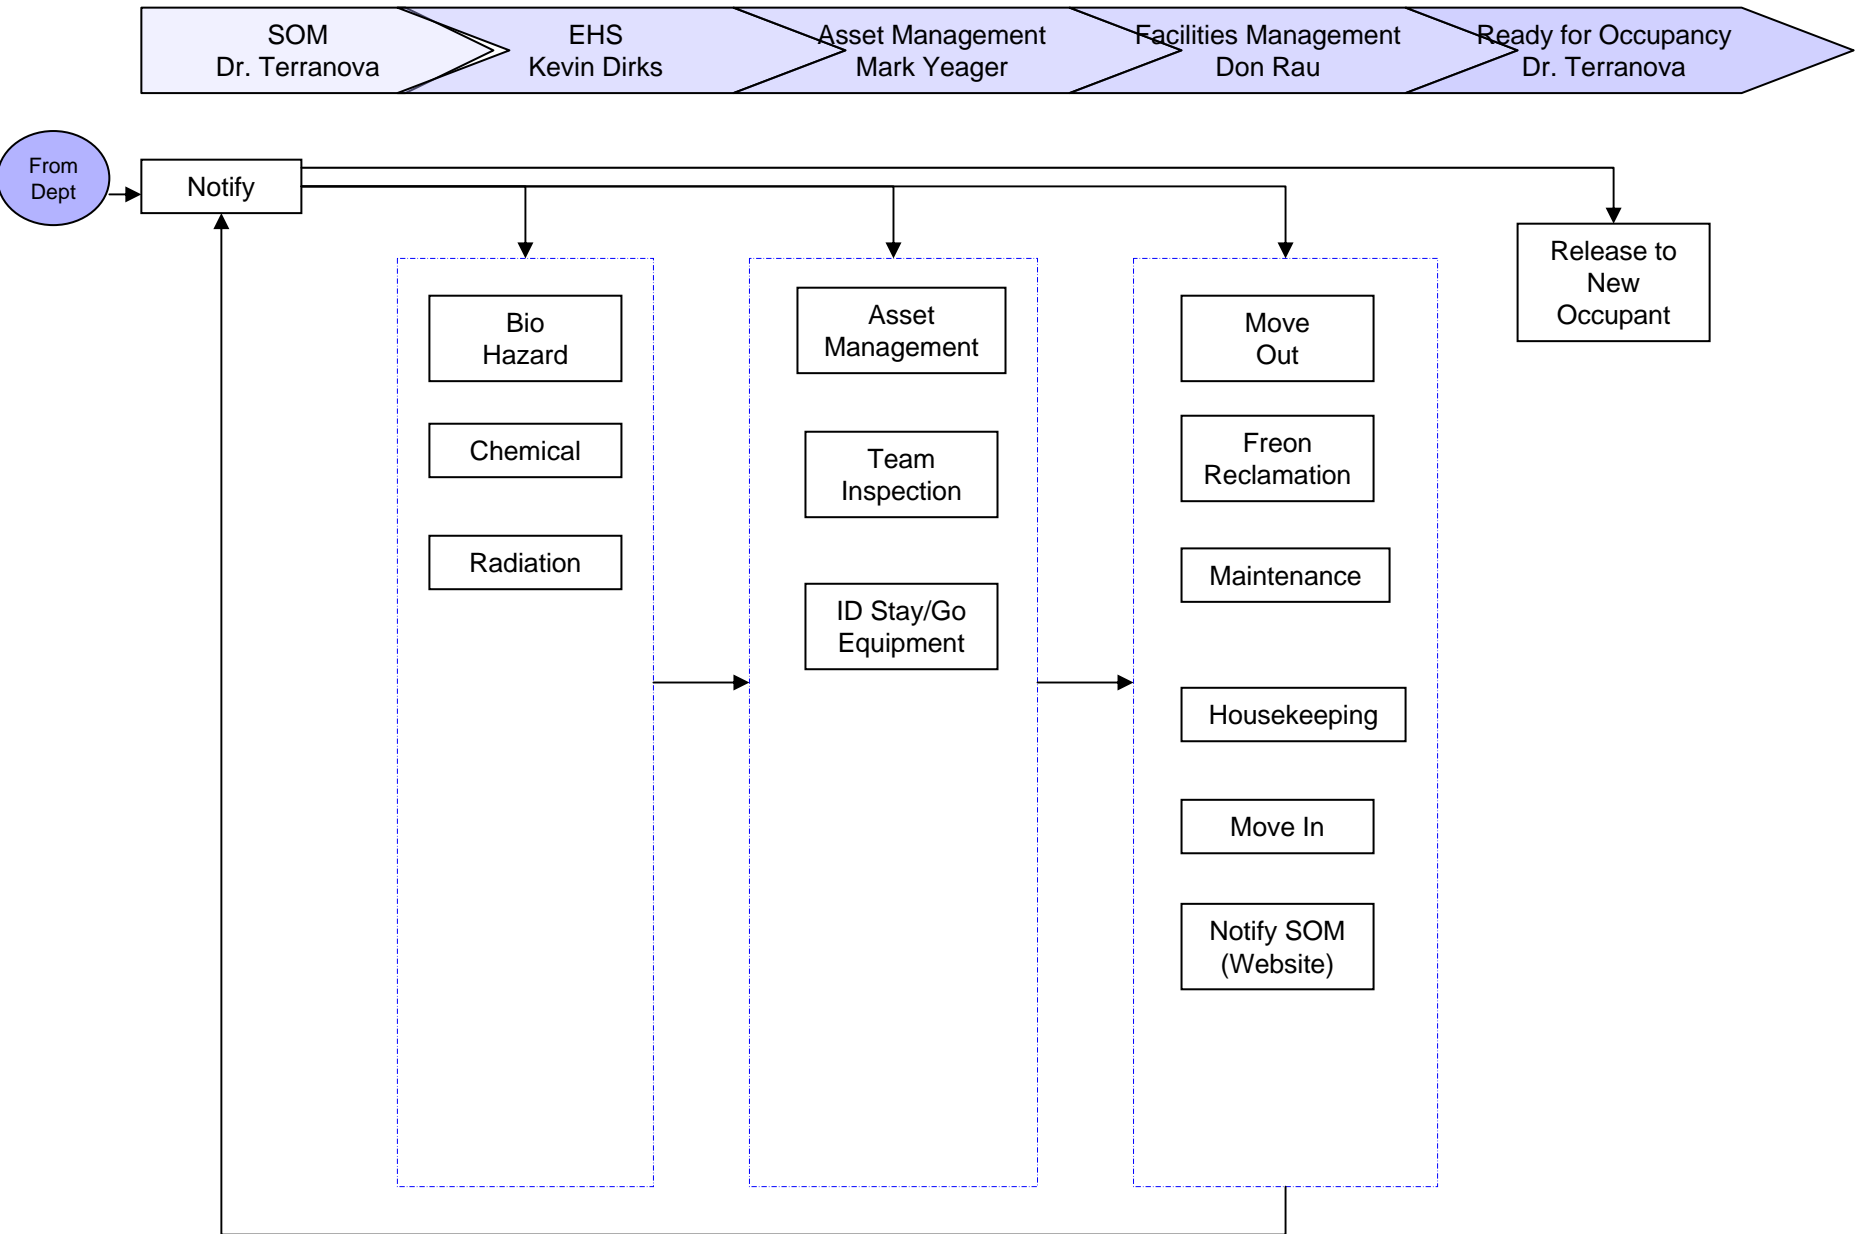 SOM
Dr. Terranova
EHS
Kevin Dirks
Asset Management
Mark Yeager
Facilities Management
Don Rau
Ready for Occupancy
Dr. Terranova
From
Dept
Notify
Release to
New
Occupant
Bio
Hazard
Chemical
Radiation
Asset
Management
Team
Inspection
ID Stay/Go
Equipment
Move
Out
Freon
Reclamation
Maintenance
Housekeeping
Move In
Notify SOM
(Website)